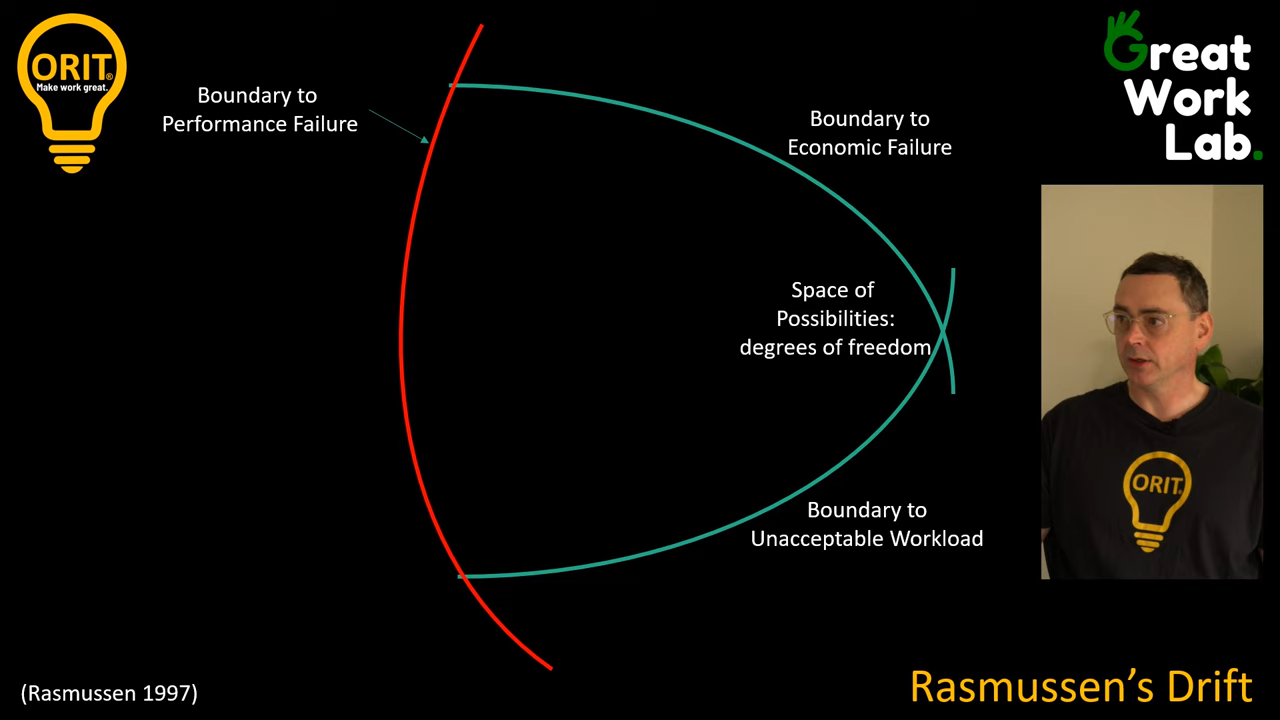 ORIT®
Make work great.
Boundary to
Performance Failure
Boundary to
Economic Failure
Great
Work
Lab.
Space of
Possibilities:
degrees of freedom
ORIT.
Boundary to
Unacceptable Workload
(Rasmussen 1997)
Rasmussen’s Drift